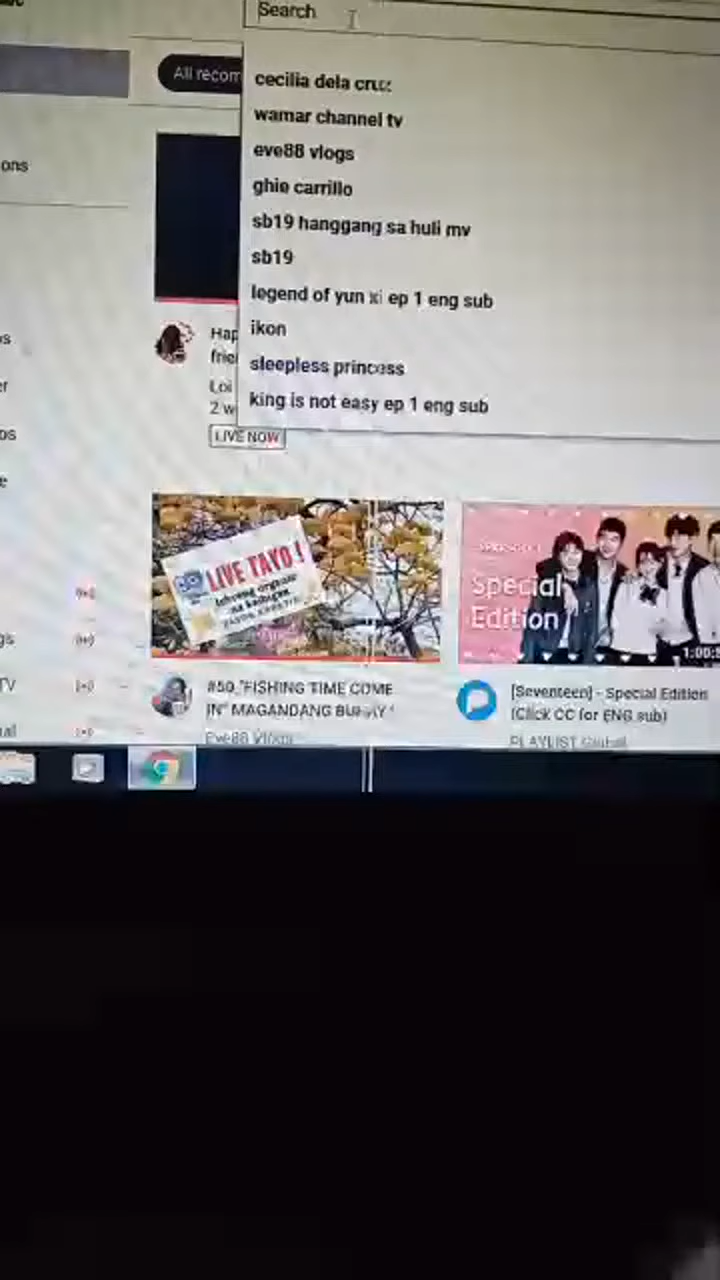 Search
All recom
cecilia dela cruz
wamar channel tv
eve88 vlogs
ghie carrillo
sb19 hanggang sa huli mv
sb19
legend of yun xi ep 1 eng sub
ikon
sleepless princess
king is not easy ep 1 eng sub
ons
Hap
frie
Loi
2 w
LIVE NOW
LIVE TAYO!
Special
Edition
1:00:5
#50 "FISHING TIME COME
IN" MAGANDANG
Eve88 Vlogs
[Seventeen] - Special Edition
(Click CC for ENG sub)
PLAYLIST Global
gs
TV